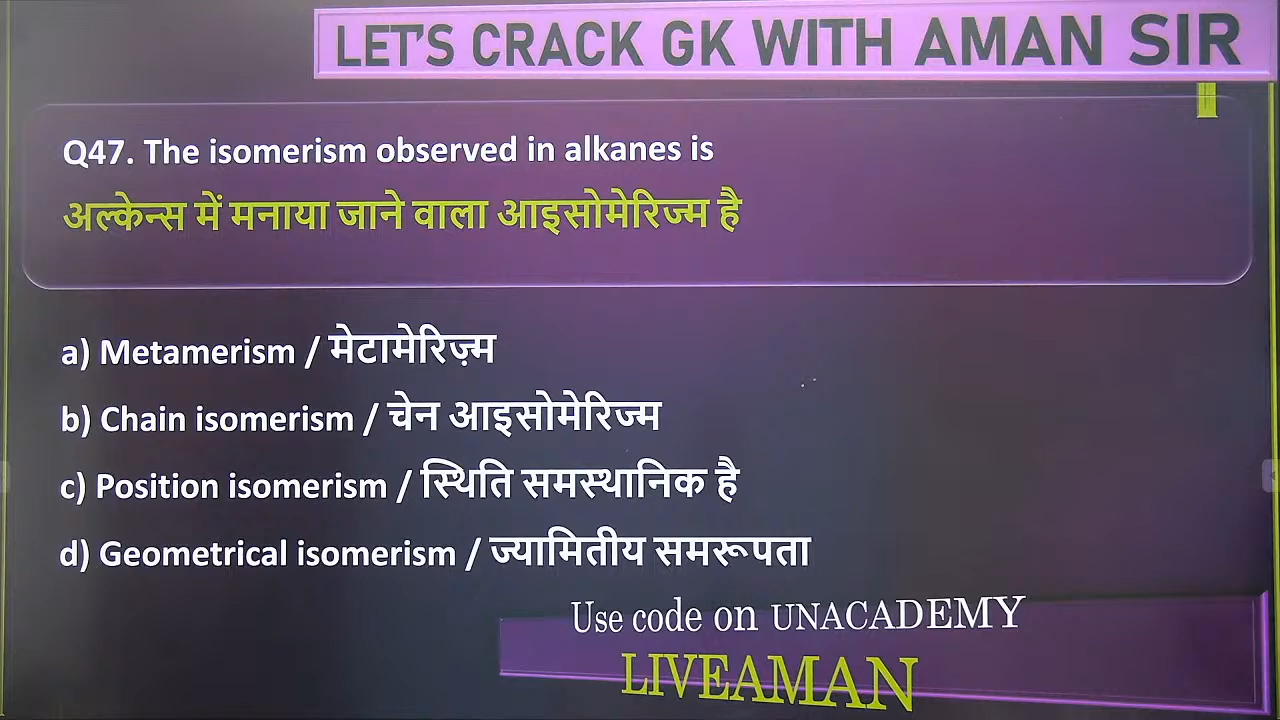 LET'S CRACK GK WITH AMAN SIR
Q47. The isomerism observed in alkanes is
अल्केन्स में मनाया जाने वाला आइसोमेरिज्म है
a) Metamerism / मेटामेरिज़्म
b) Chain isomerism / चेन आइसोमेरिज्म
c) Position isomerism / स्थिति समस्थानिक है
d) Geometrical isomerism / ज्यामितीय समरूपता
Use code on UNACADEMY
LIVEAMAN